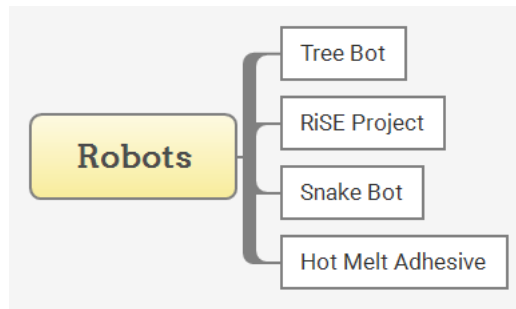 Robots
Tree Bot
RiSE Project
Snake Bot
Hot Melt Adhesive